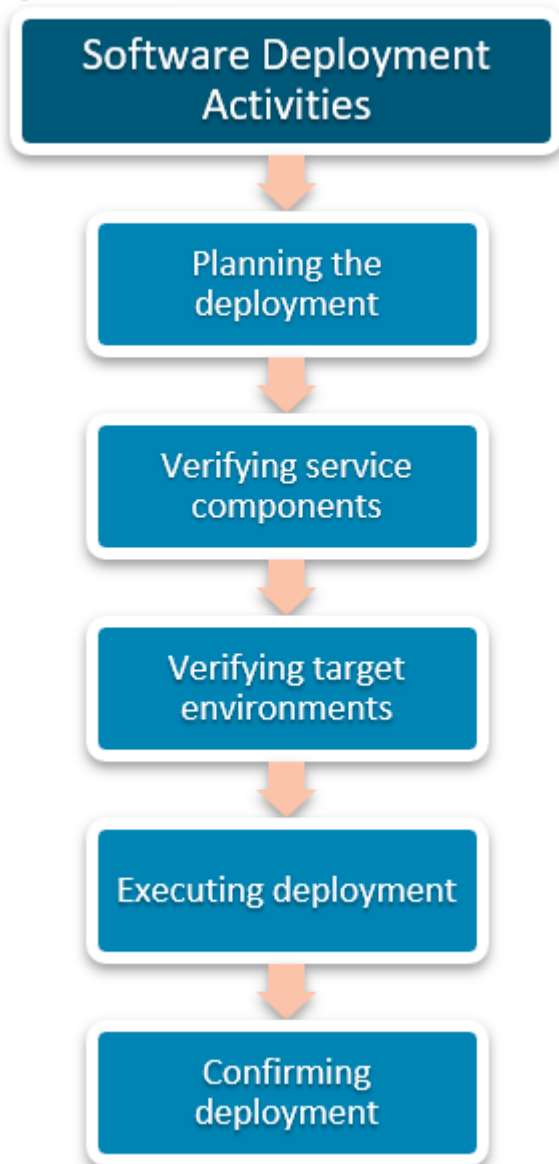 Software Deployment
Activities
Planning the
deployment
Verifying service
components
Verifying target
environments
Executing deployment
Confirming
deployment